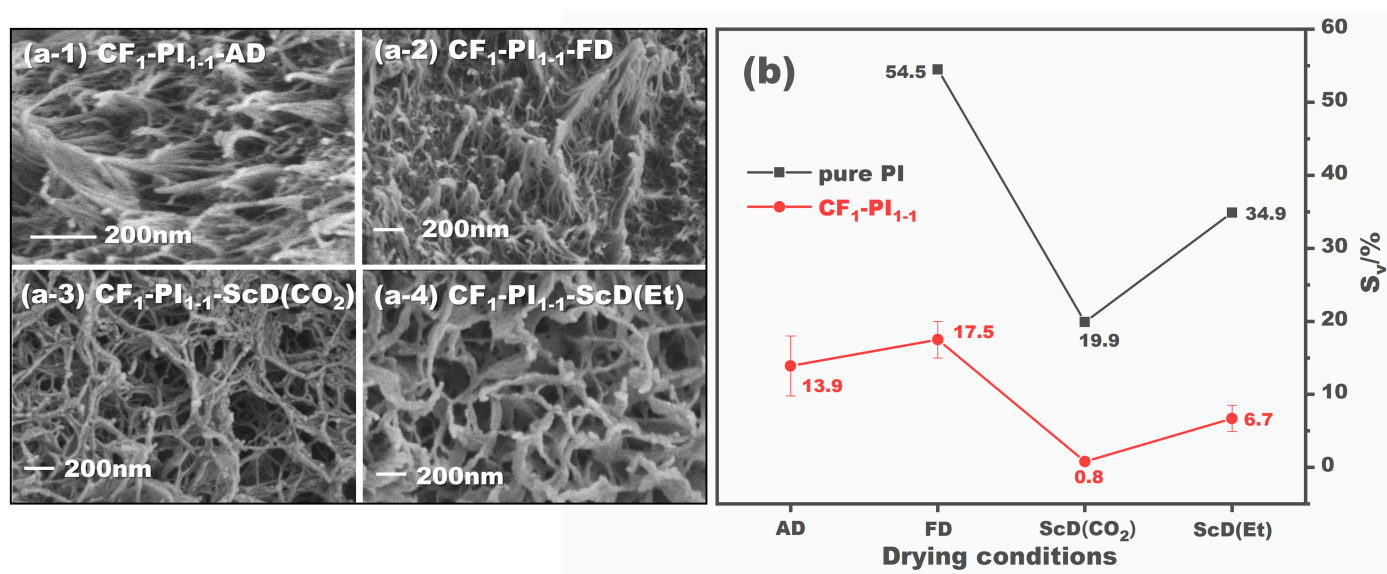 (a-1) CF₁-PI₁₋₁-AD
200nm
(a-2) CF₁-PI₁₋₁-FD
200nm
(a-3) CF₁-PI₁₋₁-ScD(CO₂)
200nm
(a-4) CF₁-PI₁₋₁-ScD(Et)
200nm
(b)
pure PI
CF₁-PI₁₋₁
54.5
19.9
34.9
13.9
17.5
0.8
6.7
60
50
40
30
20
10
0
Sᵥ/%
AD
FD
ScD(CO₂)
ScD(Et)
Drying conditions